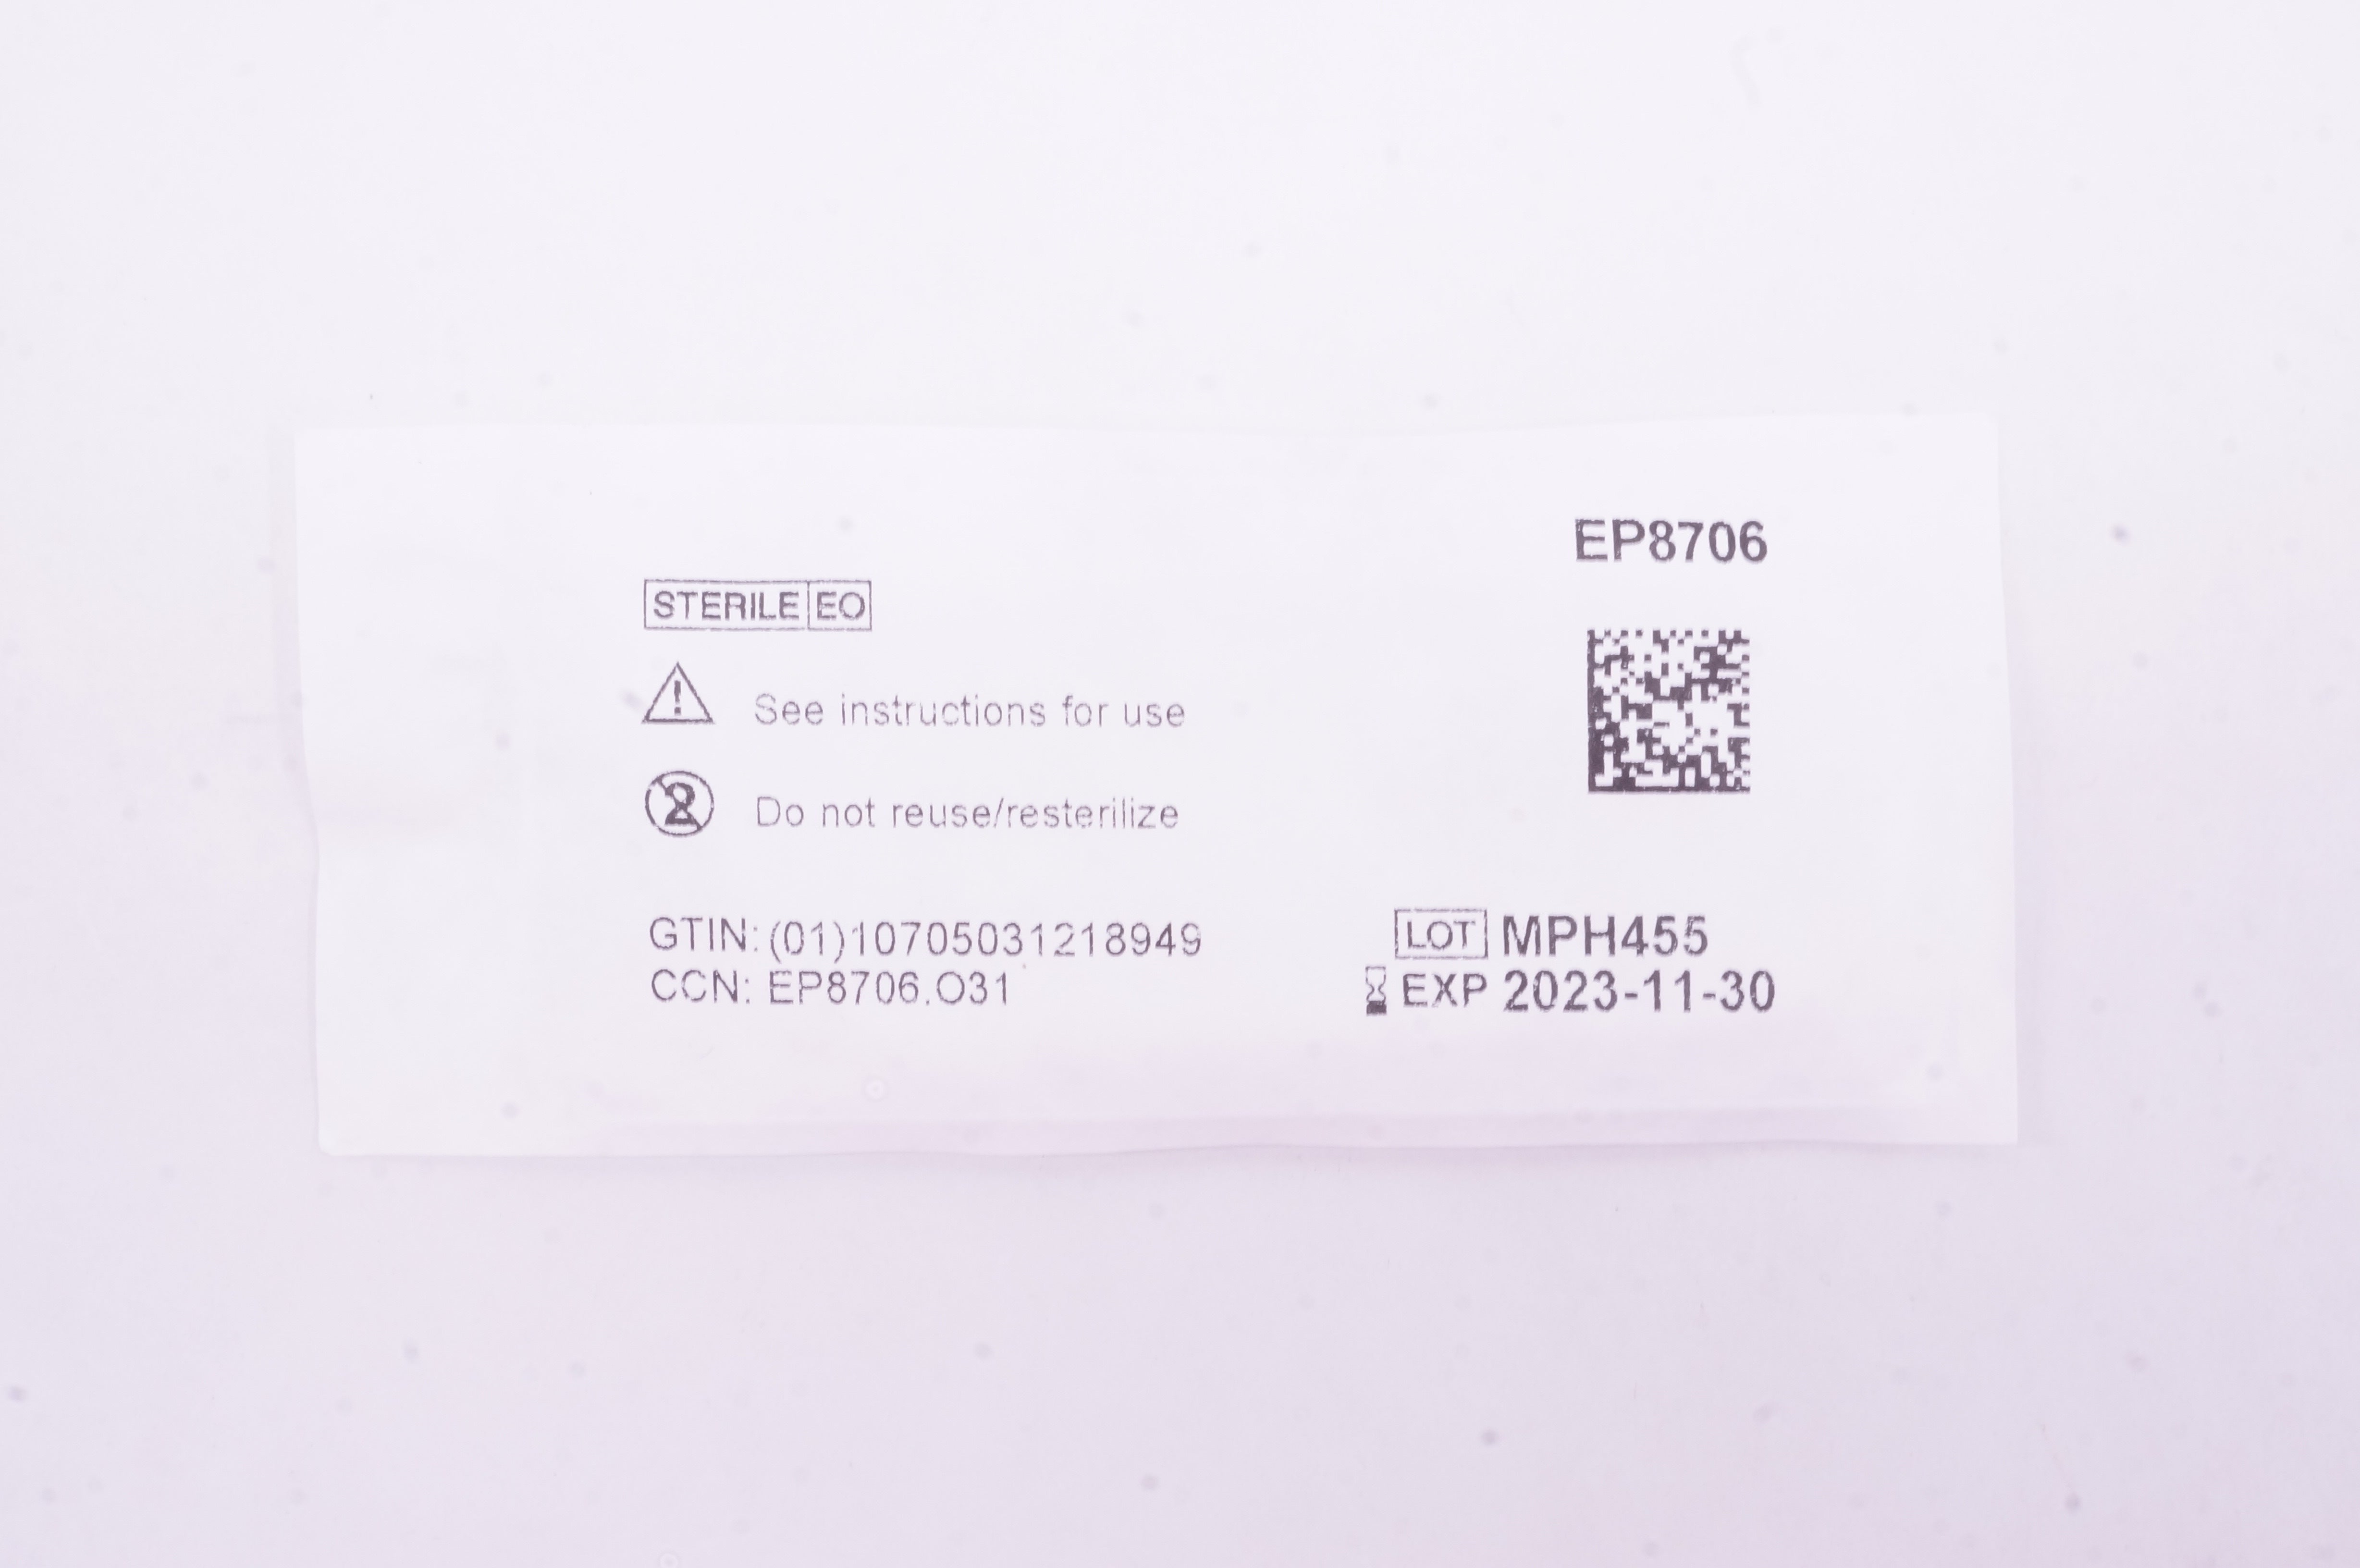 EP8706
STERILE EO
See instructions for use
2 Do not reuse/resterilize
GTIN: (01)10705031218949
CCN: EP8706.O31
LOT MPH455
EXP 2023-11-30